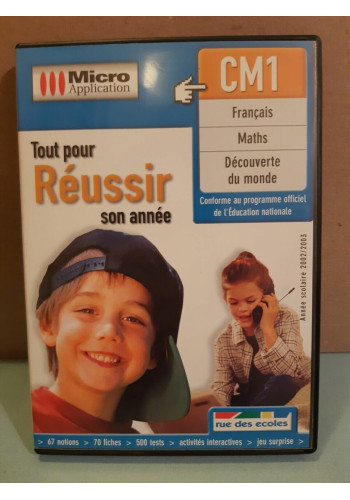 Micro
Application
CM1
Français
Maths
Découverte
du monde
Conforme au programme officiel
de l'Éducation nationale
Tout pour
Réussir
son année
Année scolaire 2002/2003
rue des ecoles
> 67 notions > 70 fiches > 500 tests > activités interactives > jeu surprise >